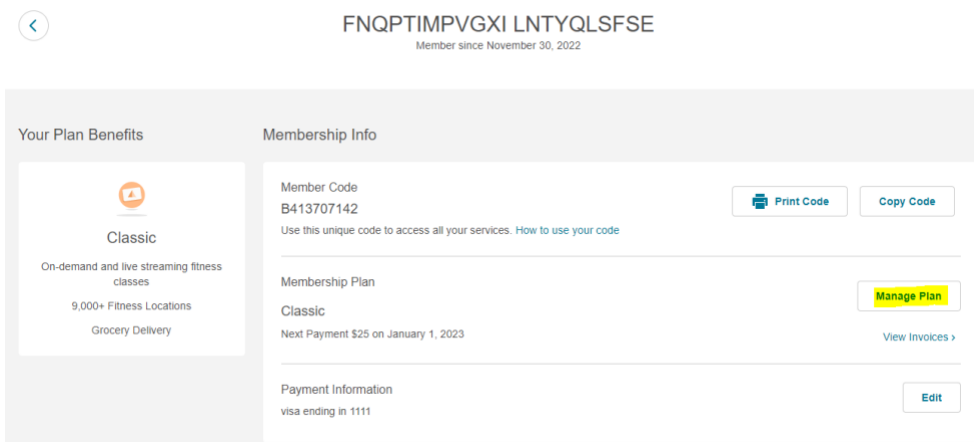 FNQPTIMPVGXI LNTYQLSFSE
Member since November 30, 2022
Your Plan Benefits
Classic
On-demand and live streaming fitness
classes
9,000+ Fitness Locations
Grocery Delivery
Membership Info
Member Code
B413707142
Use this unique code to access all your services. How to use your code
Print Code
Copy Code
Membership Plan
Classic
Next Payment $25 on January 1, 2023
Manage Plan
View Invoices ›
Payment Information
visa ending in 1111
Edit